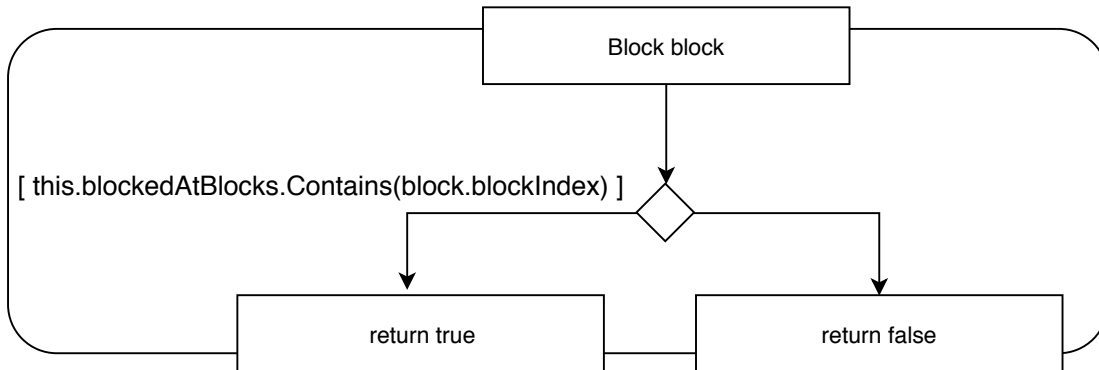 Block block
[ this.blockedAtBlocks.Contains(block.blockIndex) ]
return true
return false